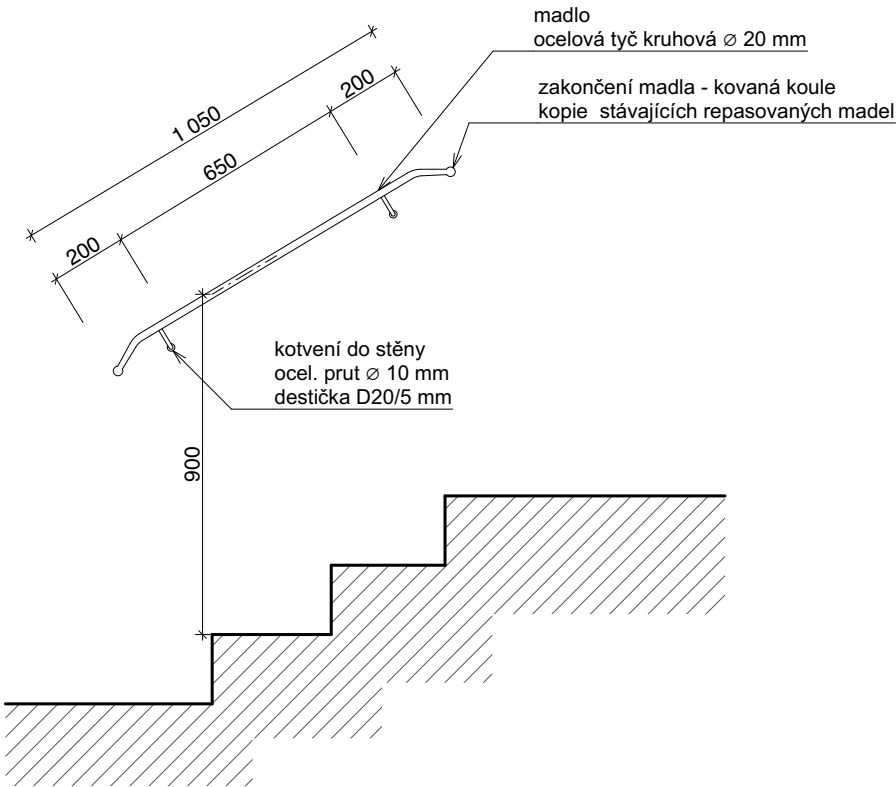 madlo
ocelová tyč kruhová ⌀ 20 mm
zakončení madla - kovaná koule
kopie stávajících repasovaných madel
1 050
200
650
200
kotvení do stěny
ocel. prut ⌀ 10 mm
destička D20/5 mm
900